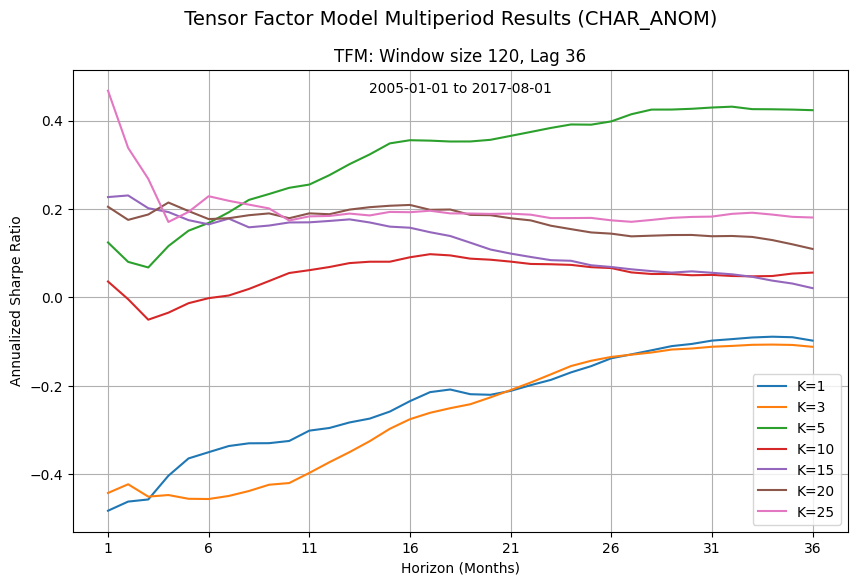 Tensor Factor Model Multiperiod Results (CHAR_ANOM)
TFM: Window size 120, Lag 36
2005-01-01 to 2017-08-01
Annualized Sharpe Ratio
0.4
0.2
0.0
−0.2
−0.4
1 6 11 16 21 26 31 36
Horizon (Months)
K=1
K=3
K=5
K=10
K=15
K=20
K=25